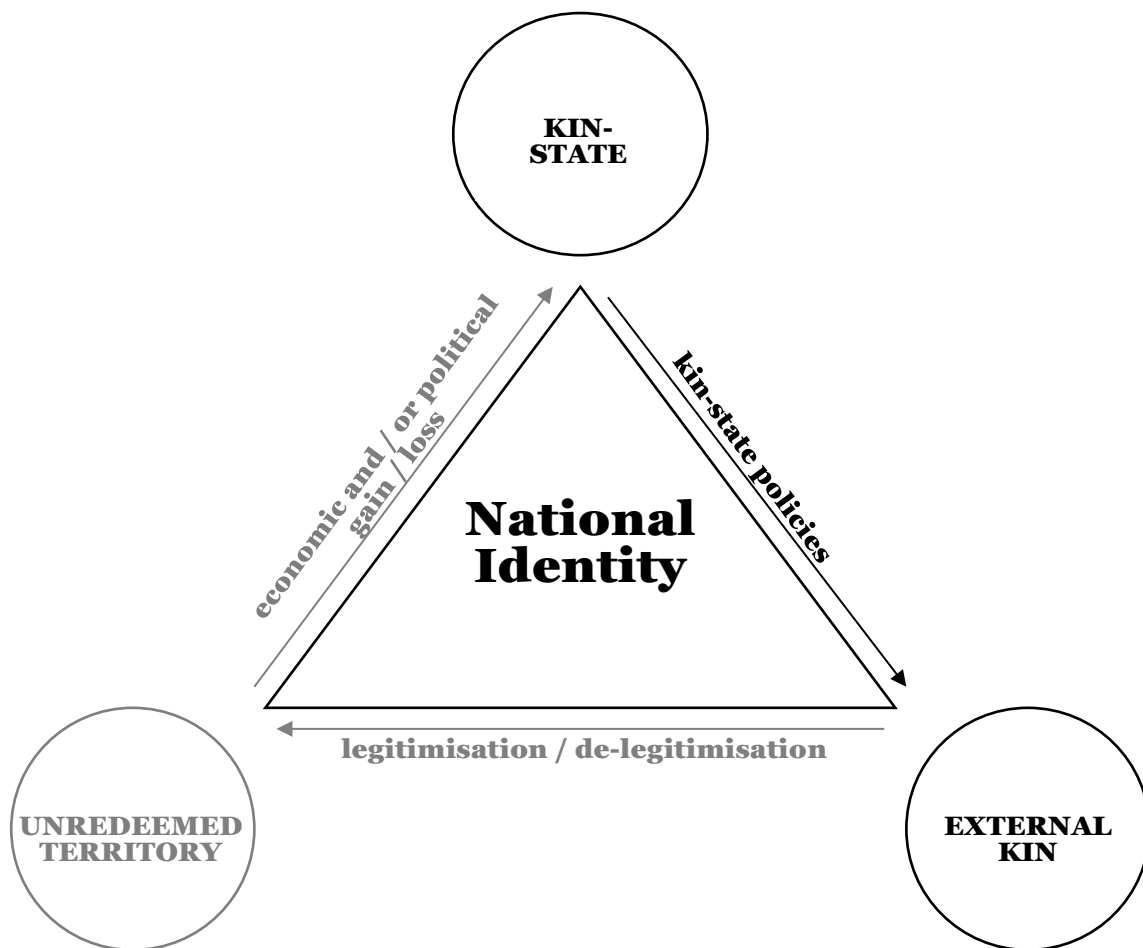 KIN-
STATE
economic and / or political
gain / loss
kin-state policies
National
Identity
legitimisation / de-legitimisation
UNREDEEMED
TERRITORY
EXTERNAL
KIN